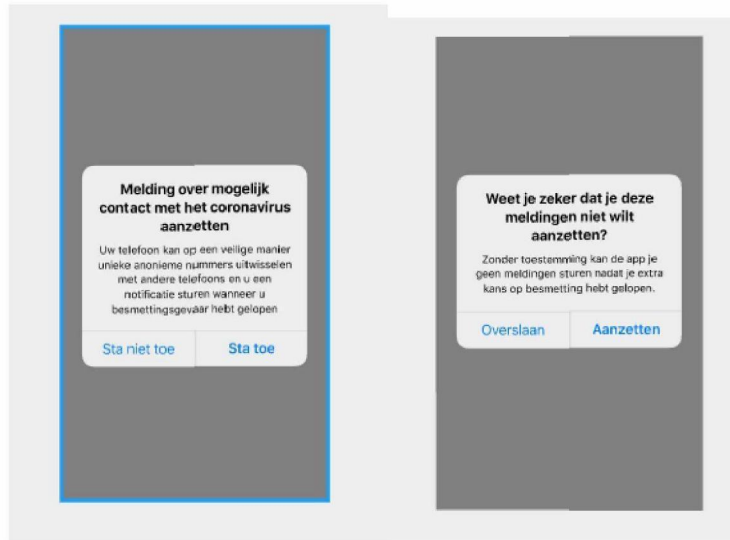 Melding over mogelijk
contact met het coronavirus
aanzetten
Uw telefoon kan op een veilige manier
unieke anonieme nummers uitwisselen
met andere telefoons en u een
notificatie sturen wanneer u
besmettingsgevaar hebt gelopen
Sta niet toe
Sta toe
Weet je zeker dat je deze
meldingen niet wilt
aanzetten?
Zonder toestemming kan de app je
geen meldingen sturen nadat je extra
kans op besmetting hebt gelopen.
Overslaan
Aanzetten